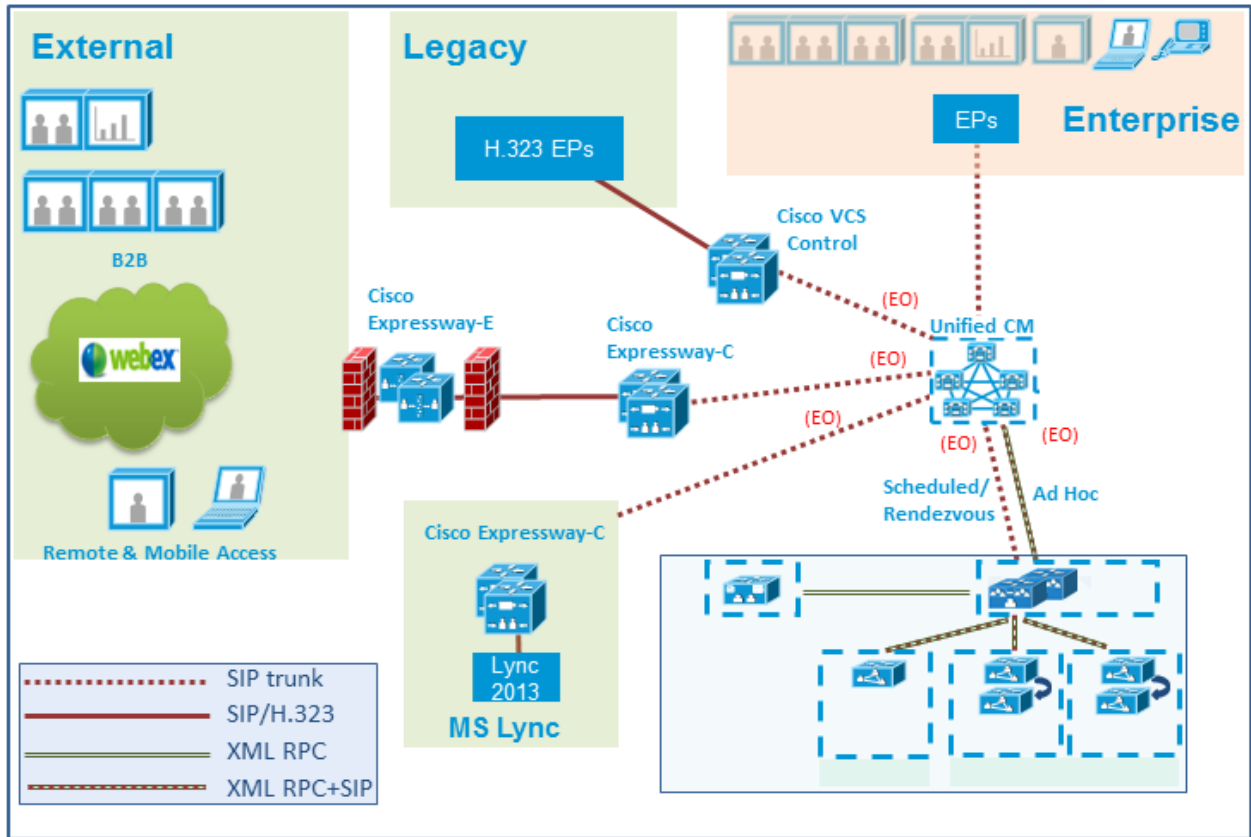 External
Legacy
Enterprise
EPs
H.323 EPs
Cisco VCS
Control
B2B
webex
Remote & Mobile Access
Cisco
Expressway-E
Cisco
Expressway-C
(EO)
(EO)
(EO)
Unified CM
(EO)
(EO)
Scheduled/
Rendezvous
Ad Hoc
Cisco Expressway-C
Lync
2013
MS Lync
SIP trunk
SIP/H.323
XML RPC
XML RPC+SIP